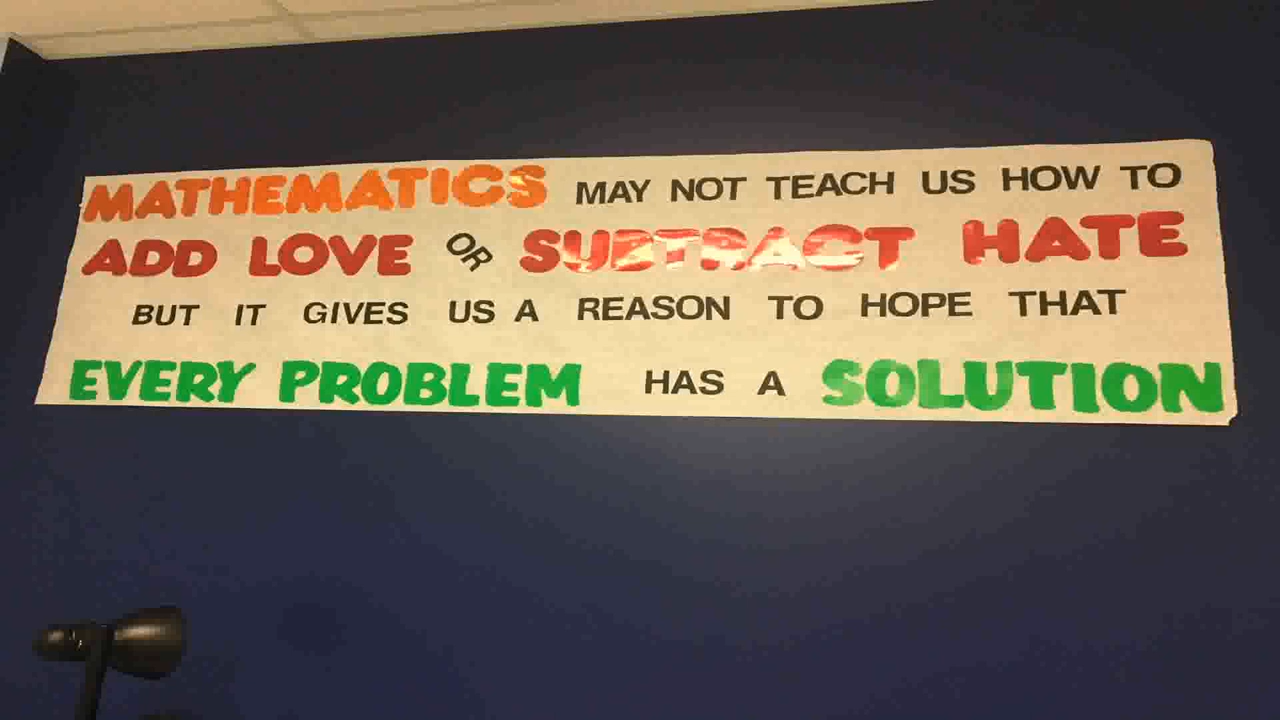 MATHEMATICS MAY NOT TEACH US HOW TO
ADD LOVE OR SUBTRACT HATE
BUT IT GIVES US A REASON TO HOPE THAT
EVERY PROBLEM HAS A SOLUTION